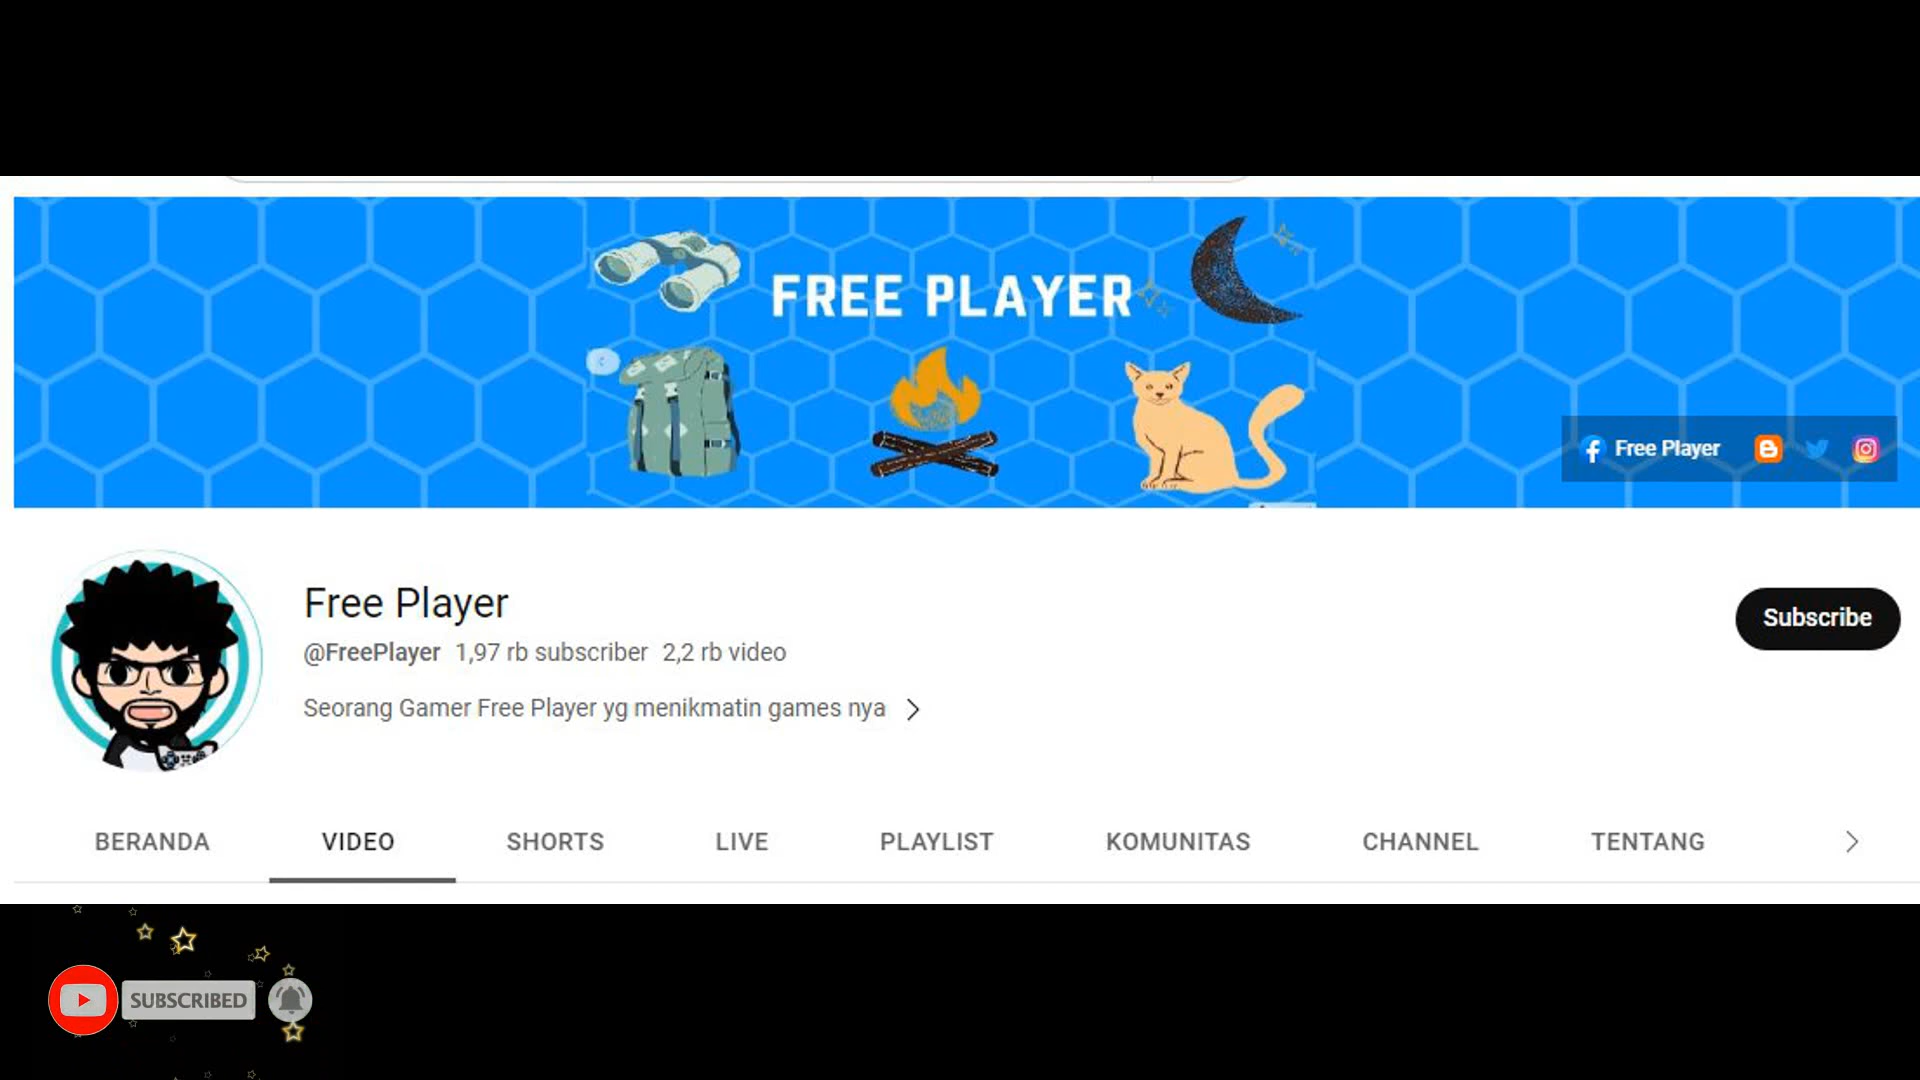 FREE PLAYER
Free Player
Free Player
Subscribe
@FreePlayer 1,97 rb subscriber 2,2 rb video
Seorang Gamer Free Player yg menikmatin games nya
BERANDA VIDEO SHORTS LIVE PLAYLIST KOMUNITAS CHANNEL TENTANG
SUBSCRIBED